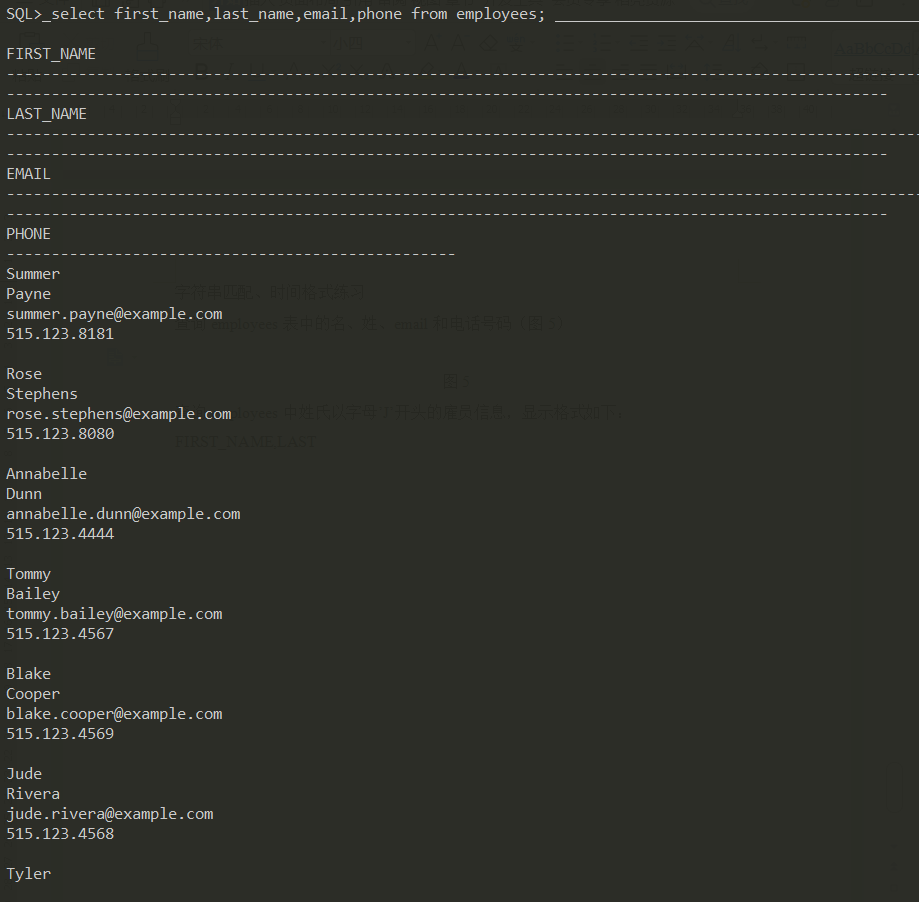 SQL> select first_name,last_name,email,phone from employees;
FIRST_NAME
--------------------------------------------------------------------------------------------------------
--------------------------------------------------------------------------------------------------
LAST_NAME
--------------------------------------------------------------------------------------------------------
--------------------------------------------------------------------------------------------------
EMAIL
--------------------------------------------------------------------------------------------------------
--------------------------------------------------------------------------------------------------
PHONE
--------------------------------------------------
Summer
Payne
summer.payne@example.com
515.123.8181
Rose
Stephens
rose.stephens@example.com
515.123.8080
Annabelle
Dunn
annabelle.dunn@example.com
515.123.4444
Tommy
Bailey
tommy.bailey@example.com
515.123.4567
Blake
Cooper
blake.cooper@example.com
515.123.4569
Jude
Rivera
jude.rivera@example.com
515.123.4568
Tyler